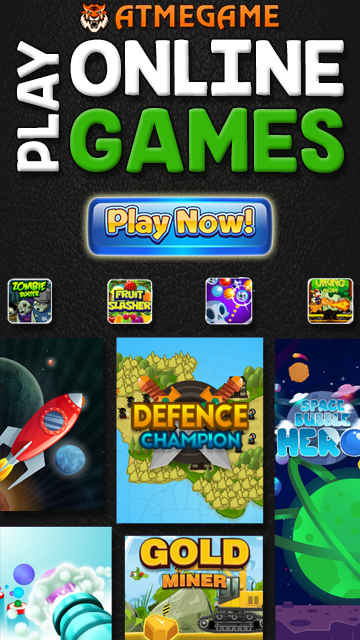 ATMEGAME
PLAY
ONLINE
GAMES
Play Now!
ZOMBIE
BUSTER
FRUIT
SLASHER
VIKING
DEFENCE
CHAMPION
SPACE
BUBBLE
HERO
GOLD
MINER